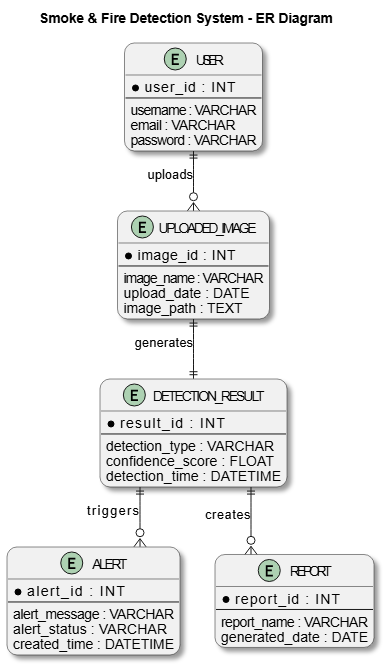 Smoke & Fire Detection System - ER Diagram
E USER
user_id : INT
username : VARCHAR
email : VARCHAR
password : VARCHAR
uploads
E UPLOADED_IMAGE
image_id : INT
image_name : VARCHAR
upload_date : DATE
image_path : TEXT
generates
E DETECTION_RESULT
result_id : INT
detection_type : VARCHAR
confidence_score : FLOAT
detection_time : DATETIME
triggers
creates
E ALERT
alert_id : INT
alert_message : VARCHAR
alert_status : VARCHAR
created_time : DATETIME
E REPORT
report_id : INT
report_name : VARCHAR
generated_date : DATE